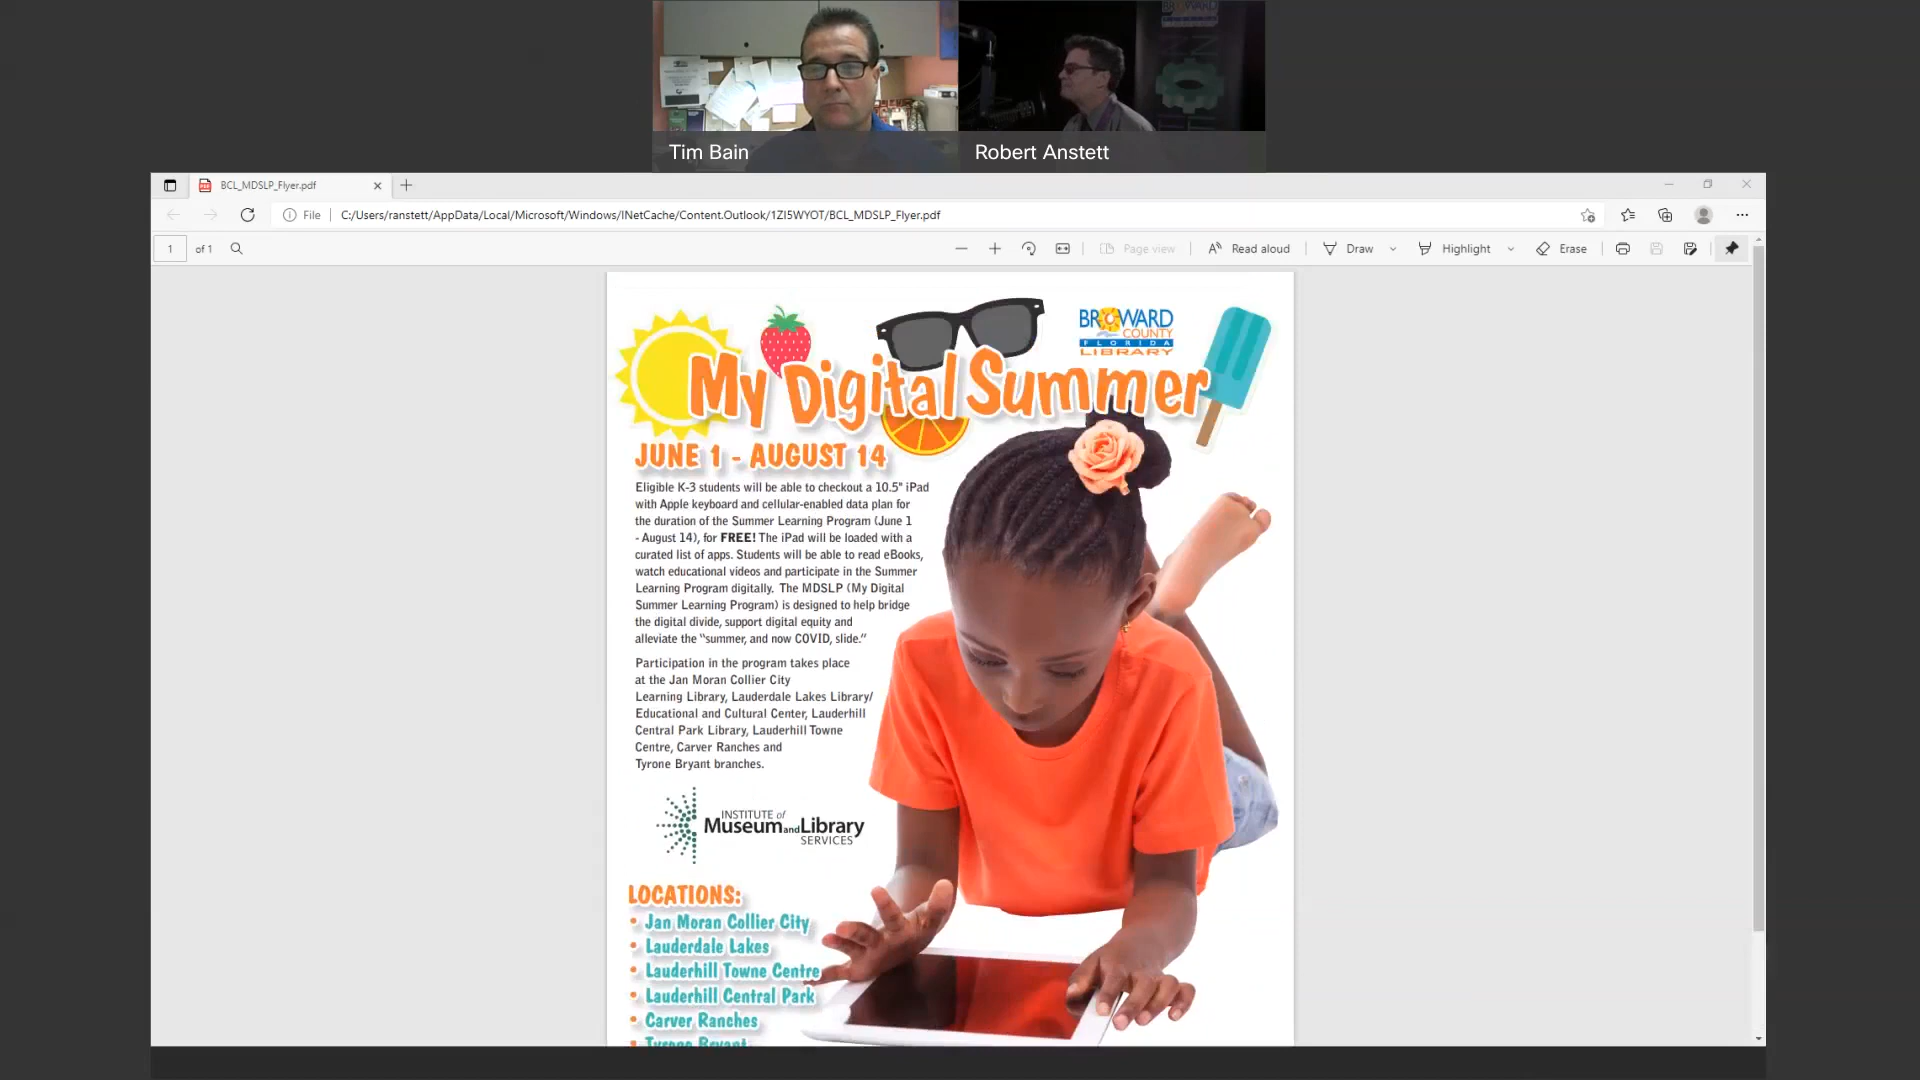 Tim Bain
Robert Anstett
BCL_MDSLP_Flyer.pdf
File
C:/Users/ranstett/AppData/Local/Microsoft/Windows/INetCache/Content.Outlook/1ZI5WYOT/BCL_MDSLP_Flyer.pdf
1 of 1
Page view
Read aloud
Draw
Highlight
Erase
BROWARD
COUNTY
FLORIDA
LIBRARY
My Digital Summer
JUNE 1 - AUGUST 14
Eligible K-3 students will be able to checkout a 10.5" iPad
with Apple keyboard and cellular-enabled data plan for
the duration of the Summer Learning Program (June 1
- August 14), for FREE! The iPad will be loaded with a
curated list of apps. Students will be able to read eBooks,
watch educational videos and participate in the Summer
Learning Program digitally. The MDSLP (My Digital
Summer Learning Program) is designed to help bridge
the digital divide, support digital equity and
alleviate the "summer, and now COVID, slide."
Participation in the program takes place
at the Jan Moran Collier City
Learning Library, Lauderdale Lakes Library/
Educational and Cultural Center, Lauderhill
Central Park Library, Lauderhill Towne
Centre, Carver Ranches and
Tyrone Bryant branches.
INSTITUTE of
Museum and Library
SERVICES
LOCATIONS:
• Jan Moran Collier City
• Lauderdale Lakes
• Lauderhill Towne Centre
• Lauderhill Central Park
• Carver Ranches
• Tyrone Bryant